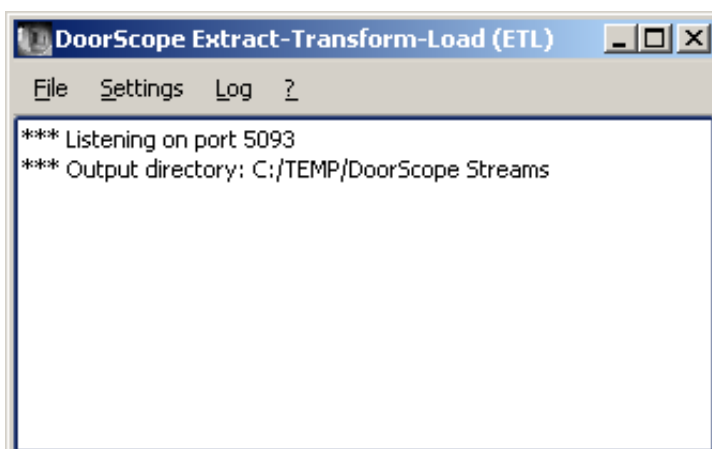 DoorScope Extract-Transform-Load (ETL)
File Settings Log ?
*** Listening on port 5093
*** Output directory: C:/TEMP/DoorScope Streams